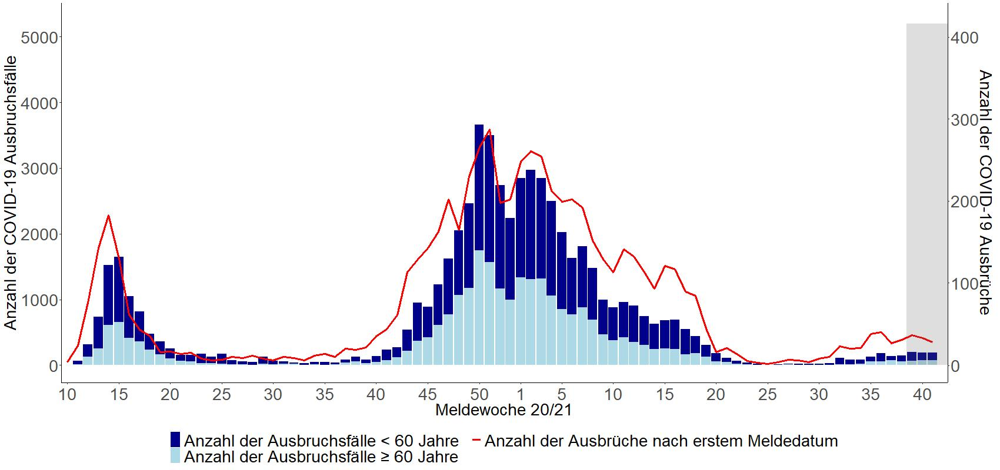 Anzahl der COVID-19 Ausbruchsfälle
5000
4000
3000
2000
1000
0
400
300
200
100
0
Anzahl der COVID-19 Ausbrüche
10 15 20 25 30 35 40 45 50 1 5 10 15 20 25 30 35 40
Meldewoche 20/21
Anzahl der Ausbruchsfälle < 60 Jahre
Anzahl der Ausbrüche nach erstem Meldedatum
Anzahl der Ausbruchsfälle ≥ 60 Jahre